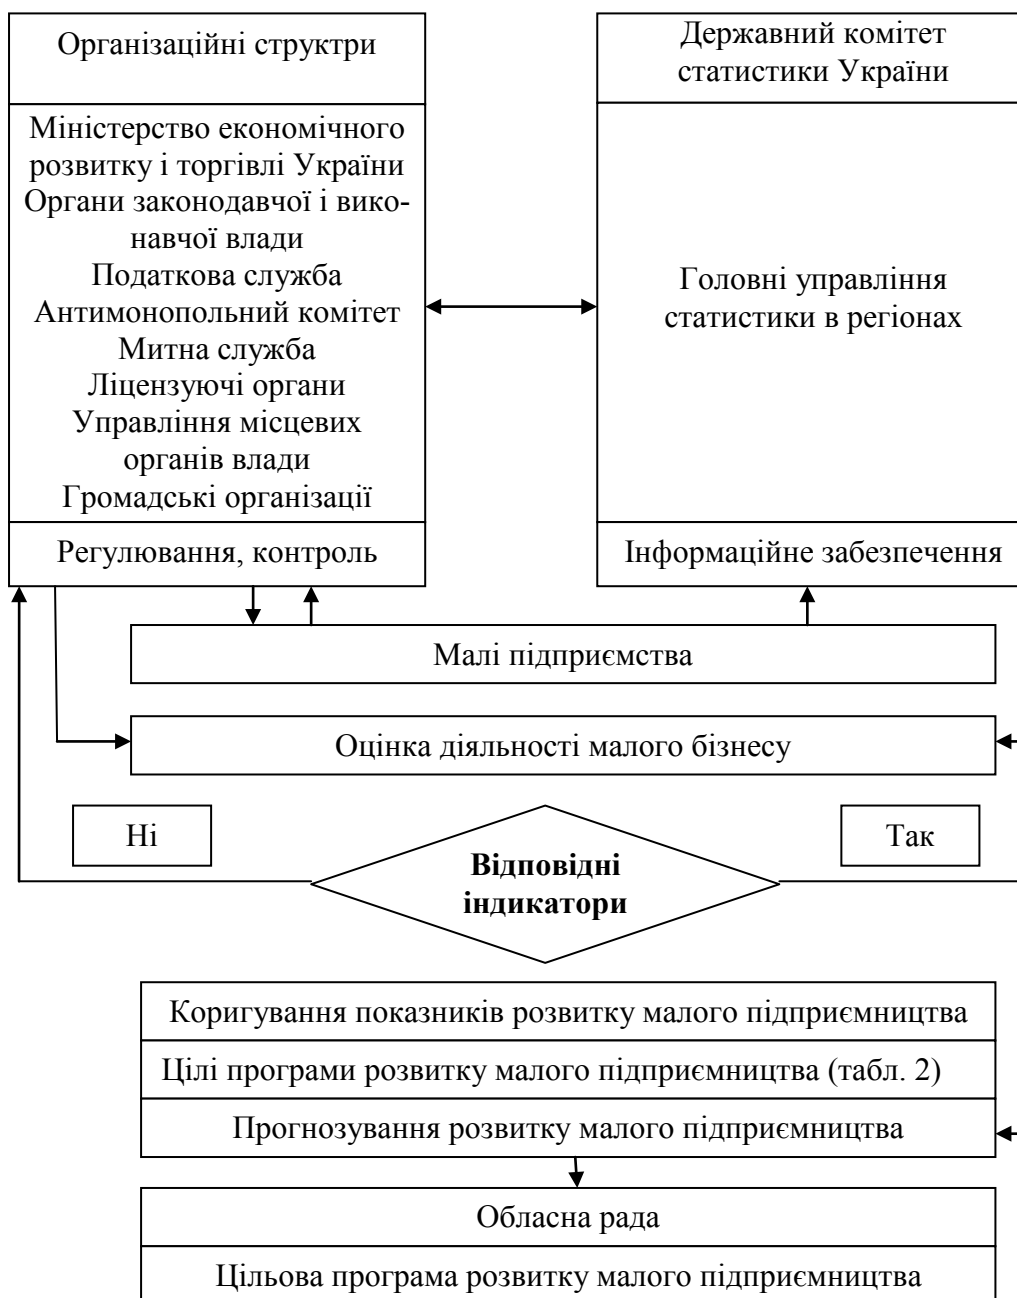 Організаційні структри
Міністерство економічного
розвитку і торгівлі України
Органи законодавчої і вико-
навчої влади
Податкова служба
Антимонопольний комітет
Митна служба
Ліцензуючі органи
Управління місцевих
органів влади
Громадські організації
Регулювання, контроль
Державний комітет
статистики України
Головні управління
статистики в регіонах
Інформаційне забезпечення
Малі підприємства
Оцінка діяльності малого бізнесу
Ні
Так
Відповідні
індикатори
Коригування показників розвитку малого підприємництва
Цілі програми розвитку малого підприємництва (табл. 2)
Прогнозування розвитку малого підприємництва
Обласна рада
Цільова програма розвитку малого підприємництва